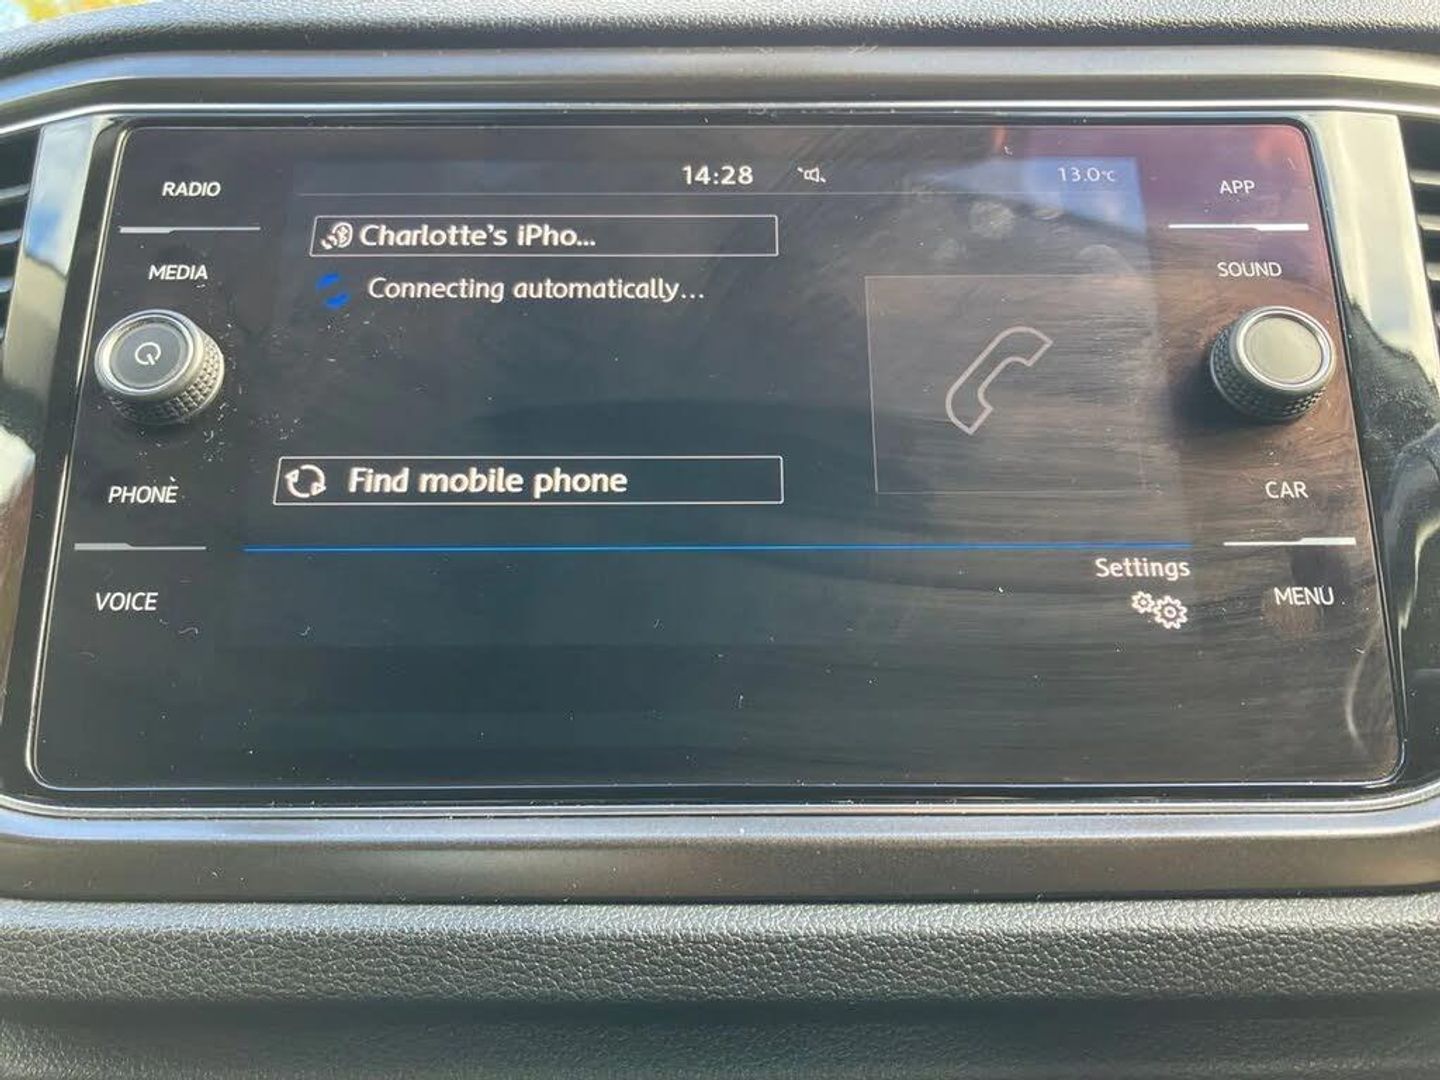 14:28
13.0°C
RADIO
MEDIA
PHONE
VOICE
Charlotte's iPho...
Connecting automatically...
Find mobile phone
Settings
APP
SOUND
CAR
MENU